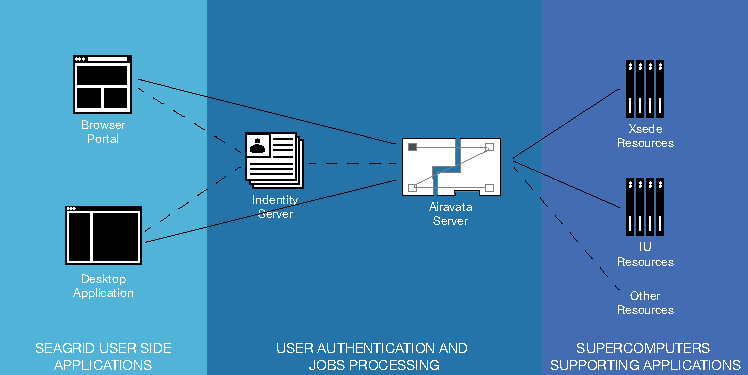 Browser
Portal
Desktop
Application
SEAGRID USER SIDE
APPLICATIONS
Indentity
Server
Airavata
Server
USER AUTHENTICATION AND
JOBS PROCESSING
Xsede
Resources
IU
Resources
Other
Resources
SUPERCOMPUTERS
SUPPORTING APPLICATIONS